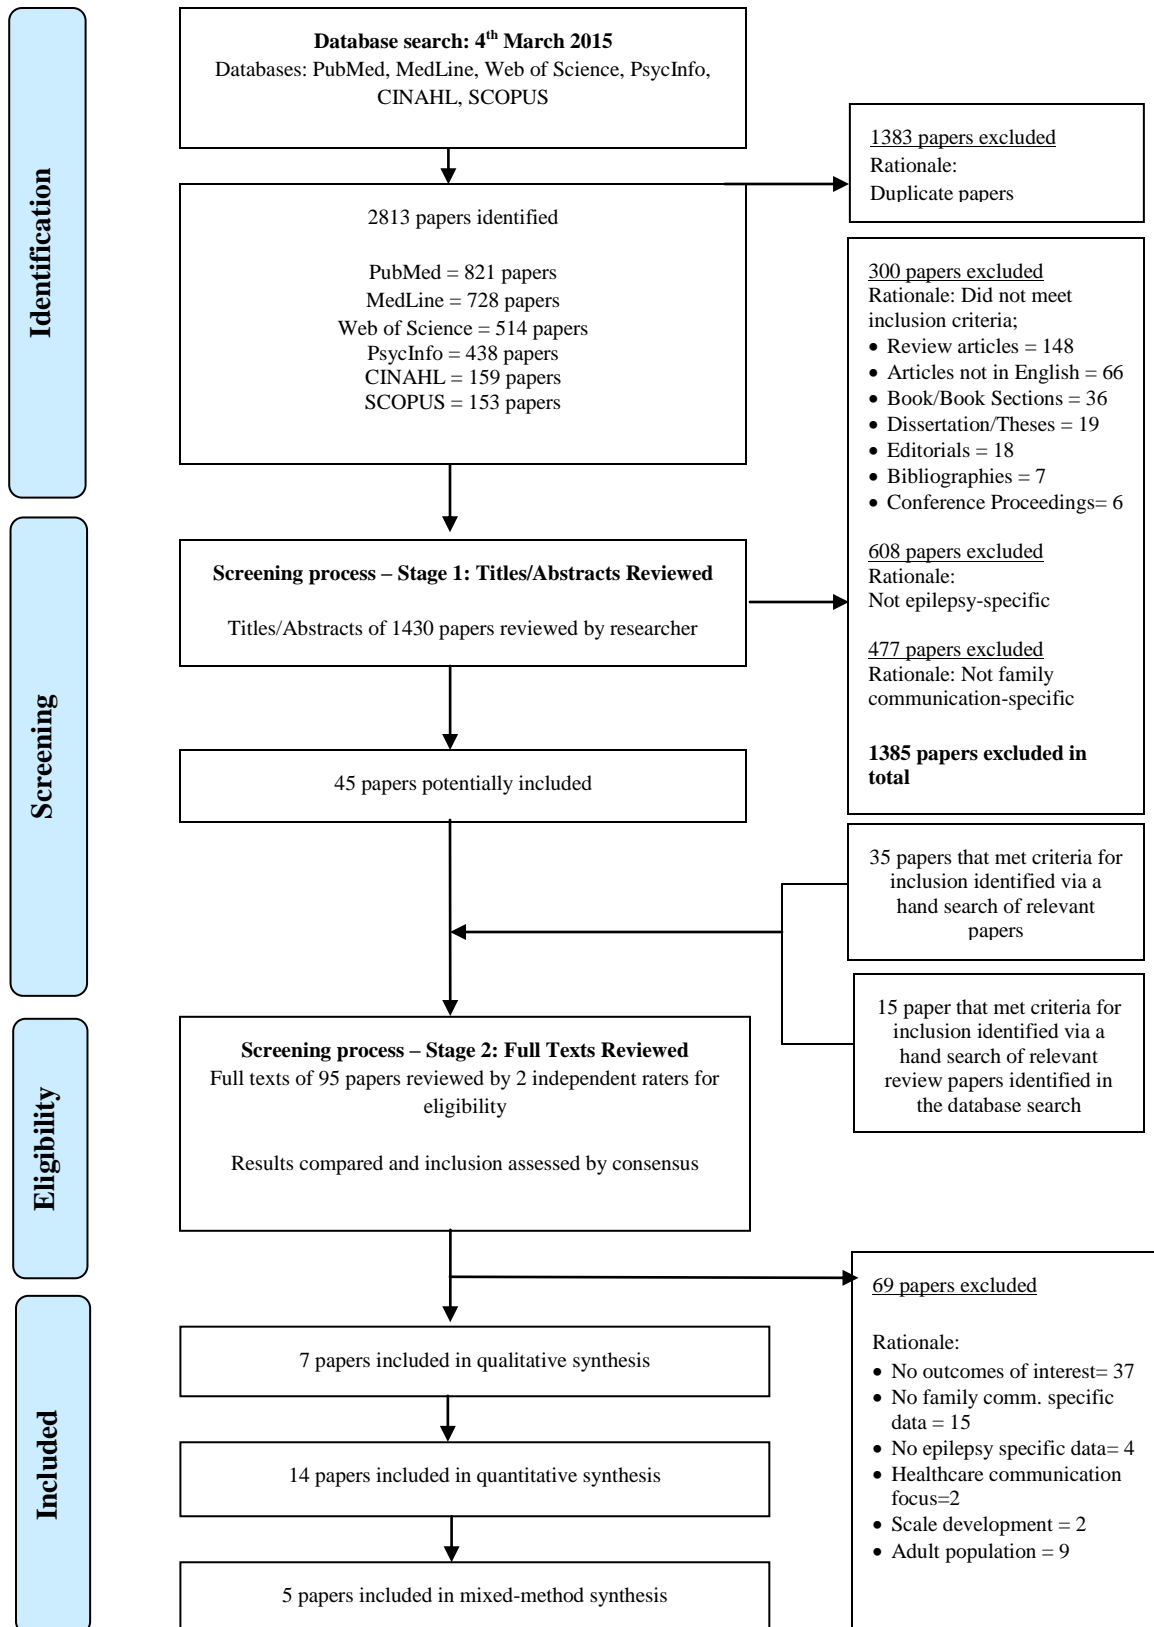 Identification
Database search: 4th March 2015
Databases: PubMed, MedLine, Web of Science, PsycInfo,
CINAHL, SCOPUS
1383 papers excluded
Rationale:
Duplicate papers
2813 papers identified
PubMed = 821 papers
MedLine = 728 papers
Web of Science = 514 papers
PsycInfo = 438 papers
CINAHL = 159 papers
SCOPUS = 153 papers
300 papers excluded
Rationale: Did not meet
inclusion criteria;
• Review articles = 148
• Articles not in English = 66
• Book/Book Sections = 36
• Dissertation/Theses = 19
• Editorials = 18
• Bibliographies = 7
• Conference Proceedings= 6
608 papers excluded
Rationale:
Not epilepsy-specific
477 papers excluded
Rationale: Not family
communication-specific
1385 papers excluded in
total
Screening
Screening process – Stage 1: Titles/Abstracts Reviewed
Titles/Abstracts of 1430 papers reviewed by researcher
45 papers potentially included
35 papers that met criteria for
inclusion identified via a
hand search of relevant
papers
15 paper that met criteria for
inclusion identified via a
hand search of relevant
review papers identified in
the database search
Eligibility
Screening process – Stage 2: Full Texts Reviewed
Full texts of 95 papers reviewed by 2 independent raters for
eligibility
Results compared and inclusion assessed by consensus
69 papers excluded
Rationale:
• No outcomes of interest= 37
• No family comm. specific
data = 15
• No epilepsy specific data= 4
• Healthcare communication
focus=2
• Scale development = 2
• Adult population = 9
Included
7 papers included in qualitative synthesis
14 papers included in quantitative synthesis
5 papers included in mixed-method synthesis